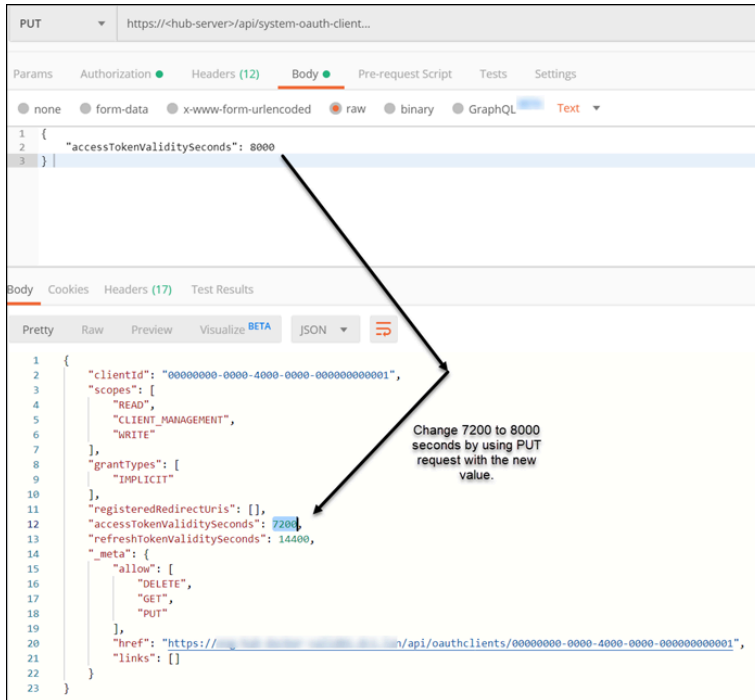 PUT https://<hub-server>/api/system-oauth-client...
Params Authorization Headers (12) Body Pre-request Script Tests Settings
none form-data x-www-form-urlencoded raw binary GraphQL Text
1 {
2 "accessTokenValiditySeconds": 8000
3 }
Body Cookies Headers (17) Test Results
Pretty Raw Preview Visualize BETA JSON
1 {
2 "clientId": "00000000-0000-4000-0000-000000000001",
3 "scopes": [
4 "READ",
5 "CLIENT_MANAGEMENT",
6 "WRITE"
7 ],
8 "grantTypes": [
9 "IMPLICIT"
10 ],
11 "registeredRedirectUris": [],
12 "accessTokenValiditySeconds": 7200,
13 "refreshTokenValiditySeconds": 14400,
14 "_meta": {
15 "allow": [
16 "DELETE",
17 "GET",
18 "PUT"
19 ],
20 "href": "https:// n/api/oauthclients/00000000-0000-4000-0000-000000000001",
21 "links": []
22 }
23 }
Change 7200 to 8000
seconds by using PUT
request with the new
value.